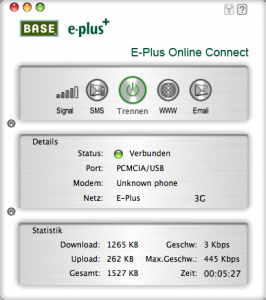 BASE e-plus+
E-Plus Online Connect
Signal SMS Trennen WWW Email
Details
Status: Verbunden
Port: PCMCIA/USB
Modem: Unknown phone
Netz: E-Plus 3G
Statistik
Download: 1265 KB Geschw: 3 Kbps
Upload: 262 KB Max.Geschw.: 445 Kbps
Gesamt: 1527 KB Zeit: 00:05:27